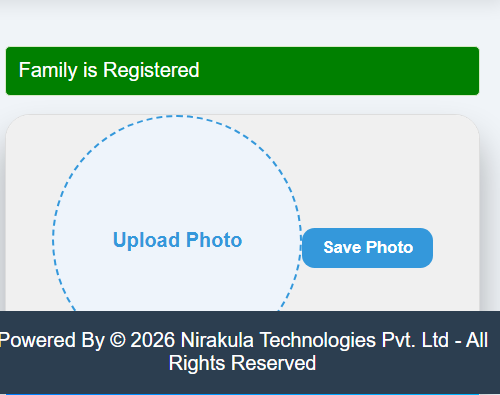 Family is Registered
Upload Photo
Save Photo
Powered By © 2026 Nirakula Technologies Pvt. Ltd - All
Rights Reserved